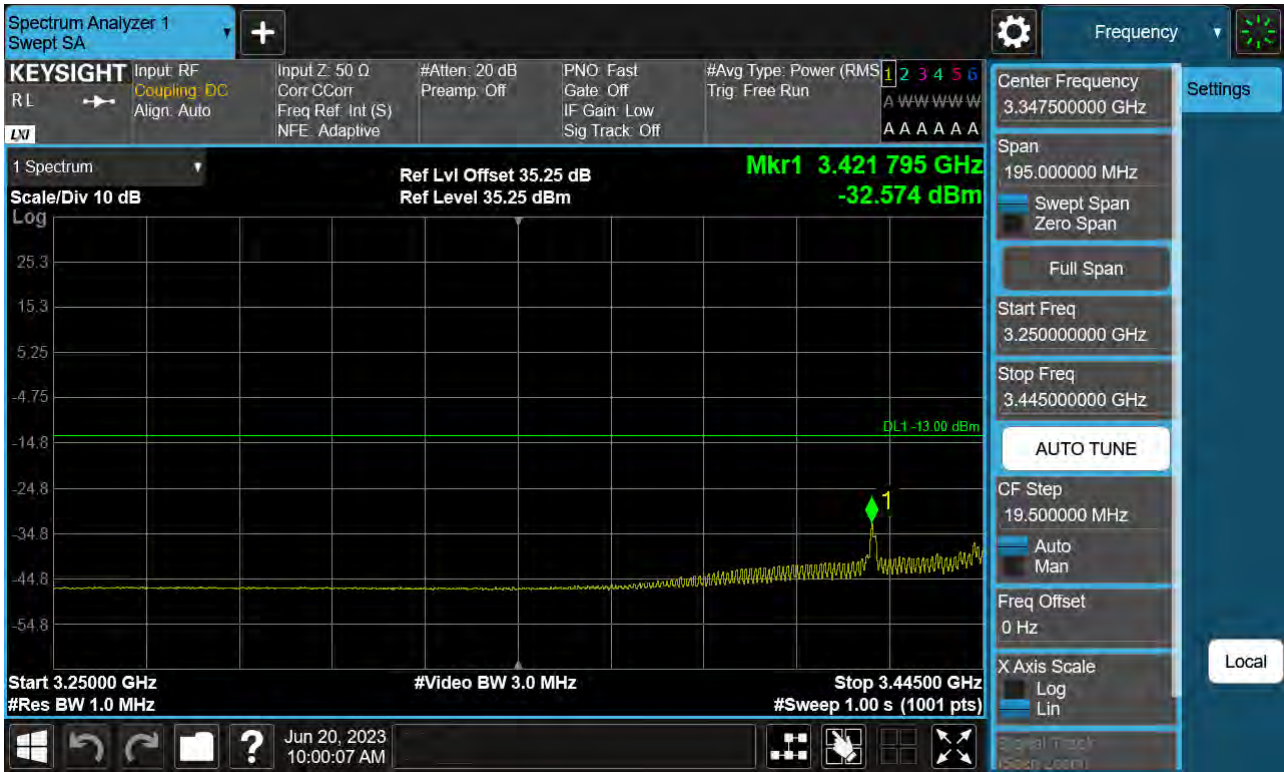 Spectrum Analyzer 1
Swept SA
Frequency
KEYSIGHT
RL
LXI
Input: RF
Coupling: DC
Align: Auto
Input Z: 50 Ω
Corr CCorr
Freq Ref: Int (S)
NFE: Adaptive
#Atten: 20 dB
Preamp: Off
PNO: Fast
Gate: Off
IF Gain: Low
Sig Track: Off
#Avg Type: Power (RMS
Trig: Free Run
1 2 3 4 5 6
A W W W W W
A A A A A A
1 Spectrum
Scale/Div 10 dB
Log
Ref Lvl Offset 35.25 dB
Ref Level 35.25 dBm
Mkr1 3.421 795 GHz
-32.574 dBm
25.3
15.3
5.25
-4.75
-14.8
-24.8
-34.8
-44.8
-54.8
DL1 -13.00 dBm
1
Start 3.25000 GHz
#Res BW 1.0 MHz
#Video BW 3.0 MHz
Stop 3.44500 GHz
#Sweep 1.00 s (1001 pts)
Center Frequency
3.347500000 GHz
Span
195.000000 MHz
Swept Span
Zero Span
Full Span
Start Freq
3.250000000 GHz
Stop Freq
3.445000000 GHz
AUTO TUNE
CF Step
19.500000 MHz
Auto
Man
Freq Offset
0 Hz
X Axis Scale
Log
Lin
Signal Track
(Span Zoom)
Settings
Local
?
Jun 20, 2023
10:00:07 AM